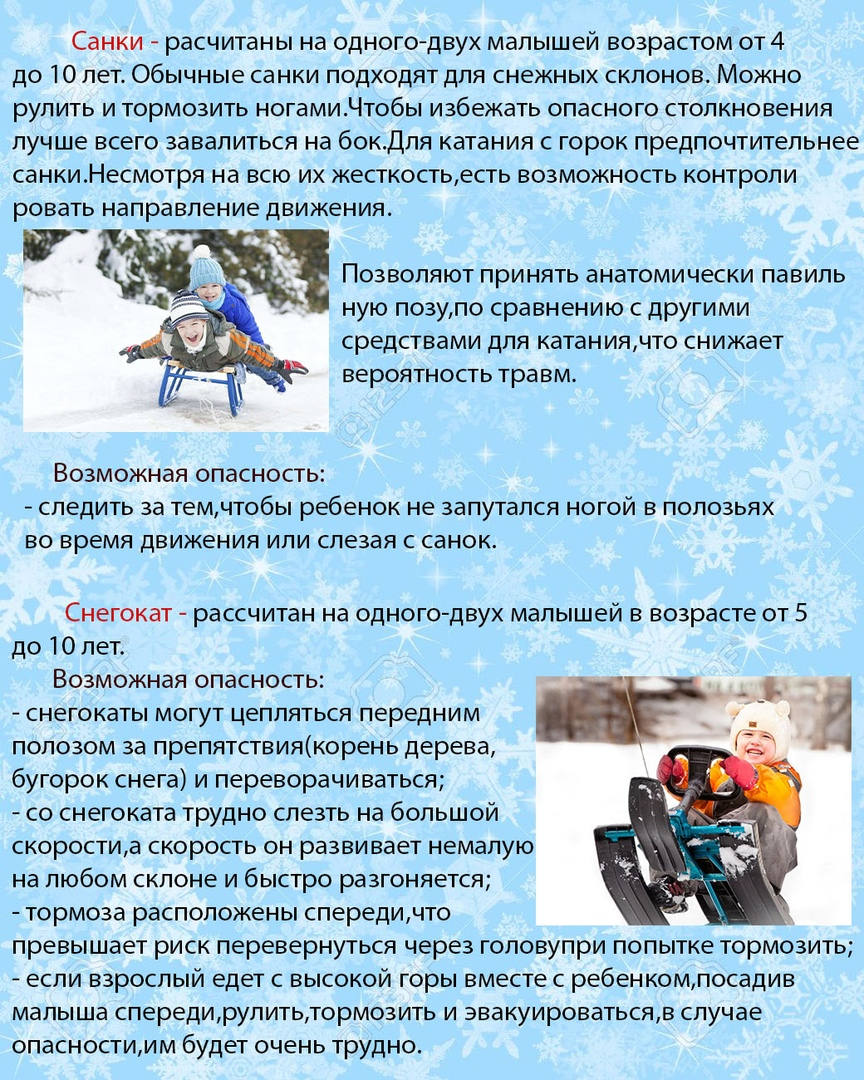 Санки - расчитаны на одного-двух малышей возрастом от 4
до 10 лет. Обычные санки подходят для снежных склонов. Можно
рулить и тормозить ногами.Чтобы избежать опасного столкновения
лучше всего завалиться на бок.Для катания с горок предпочтительнее
санки.Несмотря на всю их жесткость,есть возможность контроли
ровать направление движения.
Позволяют принять анатомически павиль
ную позу,по сравнению с другими
средствами для катания,что снижает
вероятность травм.
Возможная опасность:
- следить за тем,чтобы ребенок не запутался ногой в полозьях
во время движения или слезая с санок.
Снегокат - рассчитан на одного-двух малышей в возрасте от 5
до 10 лет.
Возможная опасность:
- снегокаты могут цепляться передним
полозом за препятствия(корень дерева,
бугорок снега) и переворачиваться;
- со снегоката трудно слезть на большой
скорости,а скорость он развивает немалую
на любом склоне и быстро разгоняется;
- тормоза расположены спереди,что
превышает риск перевернуться через головупри попытке тормозить;
- если взрослый едет с высокой горы вместе с ребенком,посадив
малыша спереди,рулить,тормозить и эвакуироваться,в случае
опасности,им будет очень трудно.